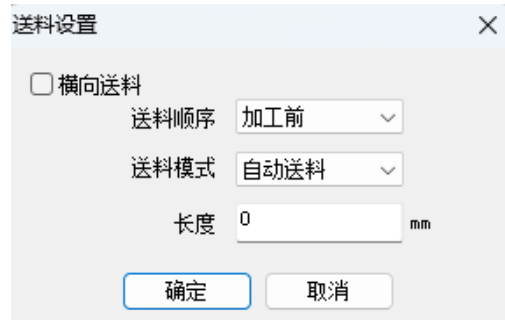 送料设置
横向送料
送料顺序 加工前
送料模式 自动送料
长度 0 mm
确定 取消